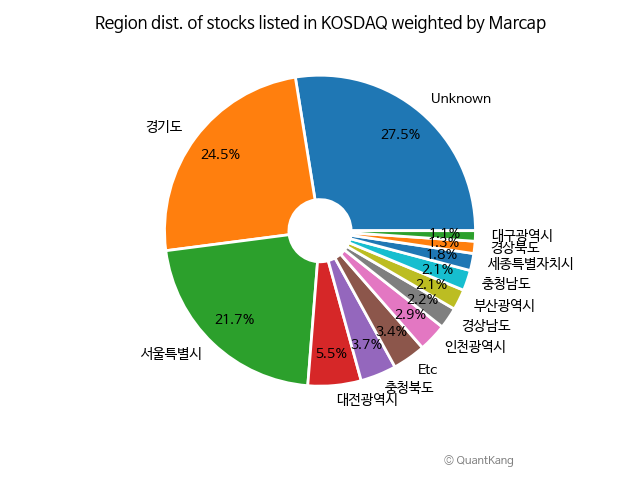 Region dist. of stocks listed in KOSDAQ weighted by Marcap
Unknown
27.5%
경기도
24.5%
서울특별시
21.7%
대전광역시
5.5%
충청북도
3.7%
Etc
3.4%
인천광역시
2.9%
경상남도
2.2%
부산광역시
2.1%
충청남도
2.1%
세종특별자치시
1.8%
경상북도
1.3%
대구광역시
1.1%
© QuantKang